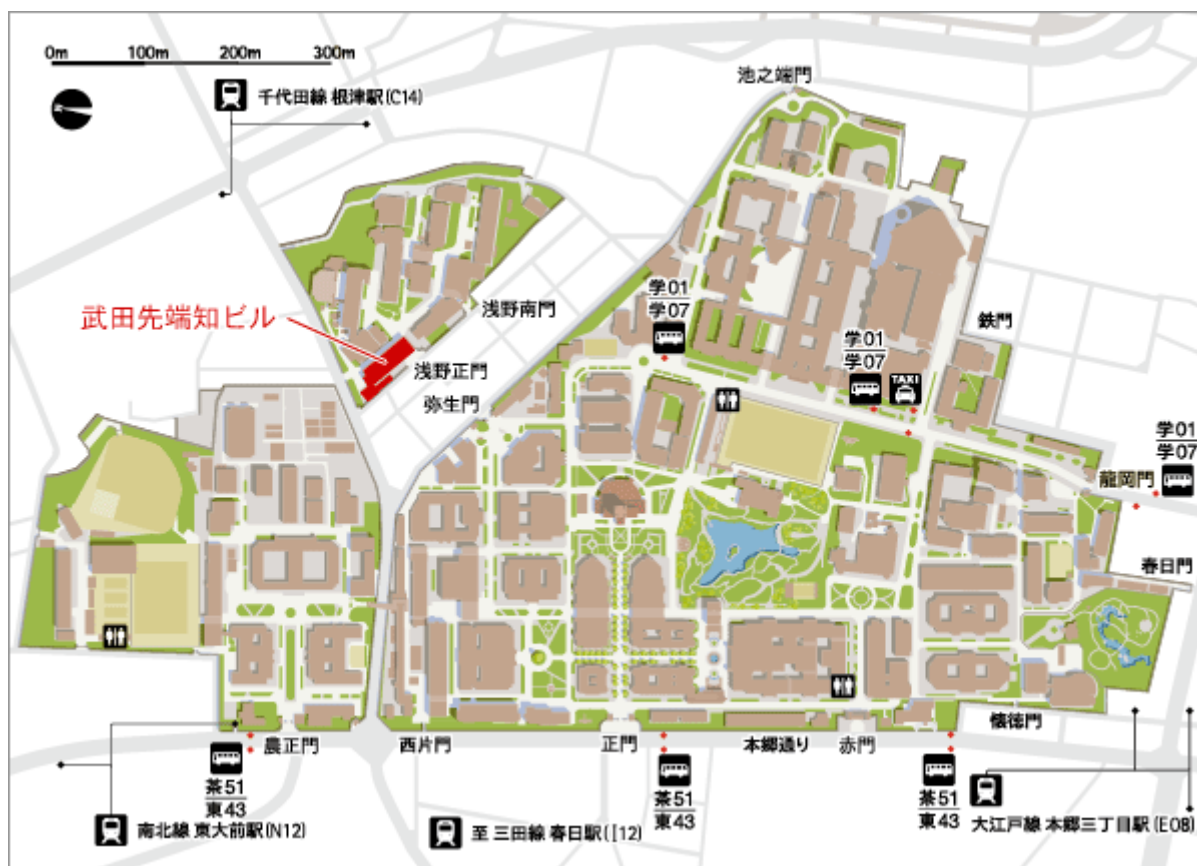 0m 100m 200m 300m
千代田線 根津駅(C14)
池之端門
武田先端知ビル
浅野南門
浅野正門
弥生門
学01
学07
学01
学07
TAXI
鉄門
学01
学07
龍岡門
春日門
農正門
西片門
正門
本郷通り
赤門
懐徳門
茶51
東43
茶51
東43
茶51
東43
南北線 東大前駅(N12)
至 三田線 春日駅(I12)
大江戸線 本郷三丁目駅(E08)